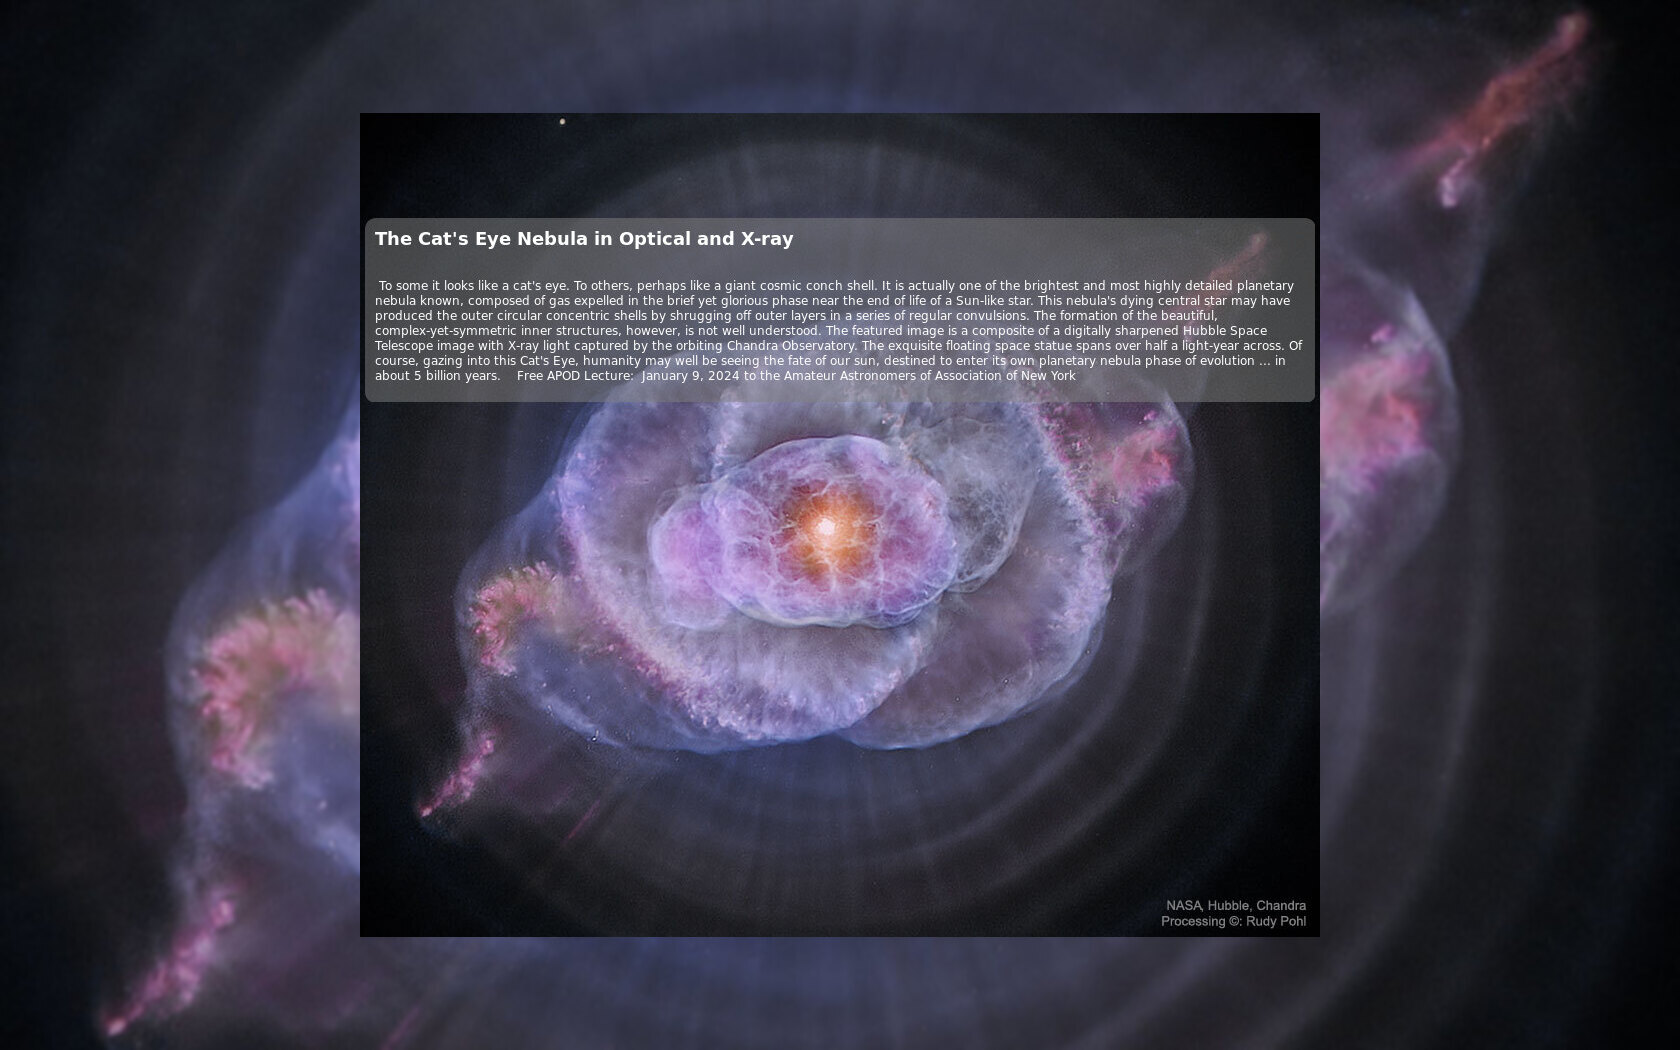 The Cat's Eye Nebula in Optical and X-ray
To some it looks like a cat's eye. To others, perhaps like a giant cosmic conch shell. It is actually one of the brightest and most highly detailed planetary
nebula known, composed of gas expelled in the brief yet glorious phase near the end of life of a Sun-like star. This nebula's dying central star may have
produced the outer circular concentric shells by shrugging off outer layers in a series of regular convulsions. The formation of the beautiful,
complex-yet-symmetric inner structures, however, is not well understood. The featured image is a composite of a digitally sharpened Hubble Space
Telescope image with X-ray light captured by the orbiting Chandra Observatory. The exquisite floating space statue spans over half a light-year across. Of
course, gazing into this Cat's Eye, humanity may well be seeing the fate of our sun, destined to enter its own planetary nebula phase of evolution ... in
about 5 billion years.    Free APOD Lecture:  January 9, 2024 to the Amateur Astronomers of Association of New York
NASA, Hubble, Chandra
Processing ©: Rudy Pohl